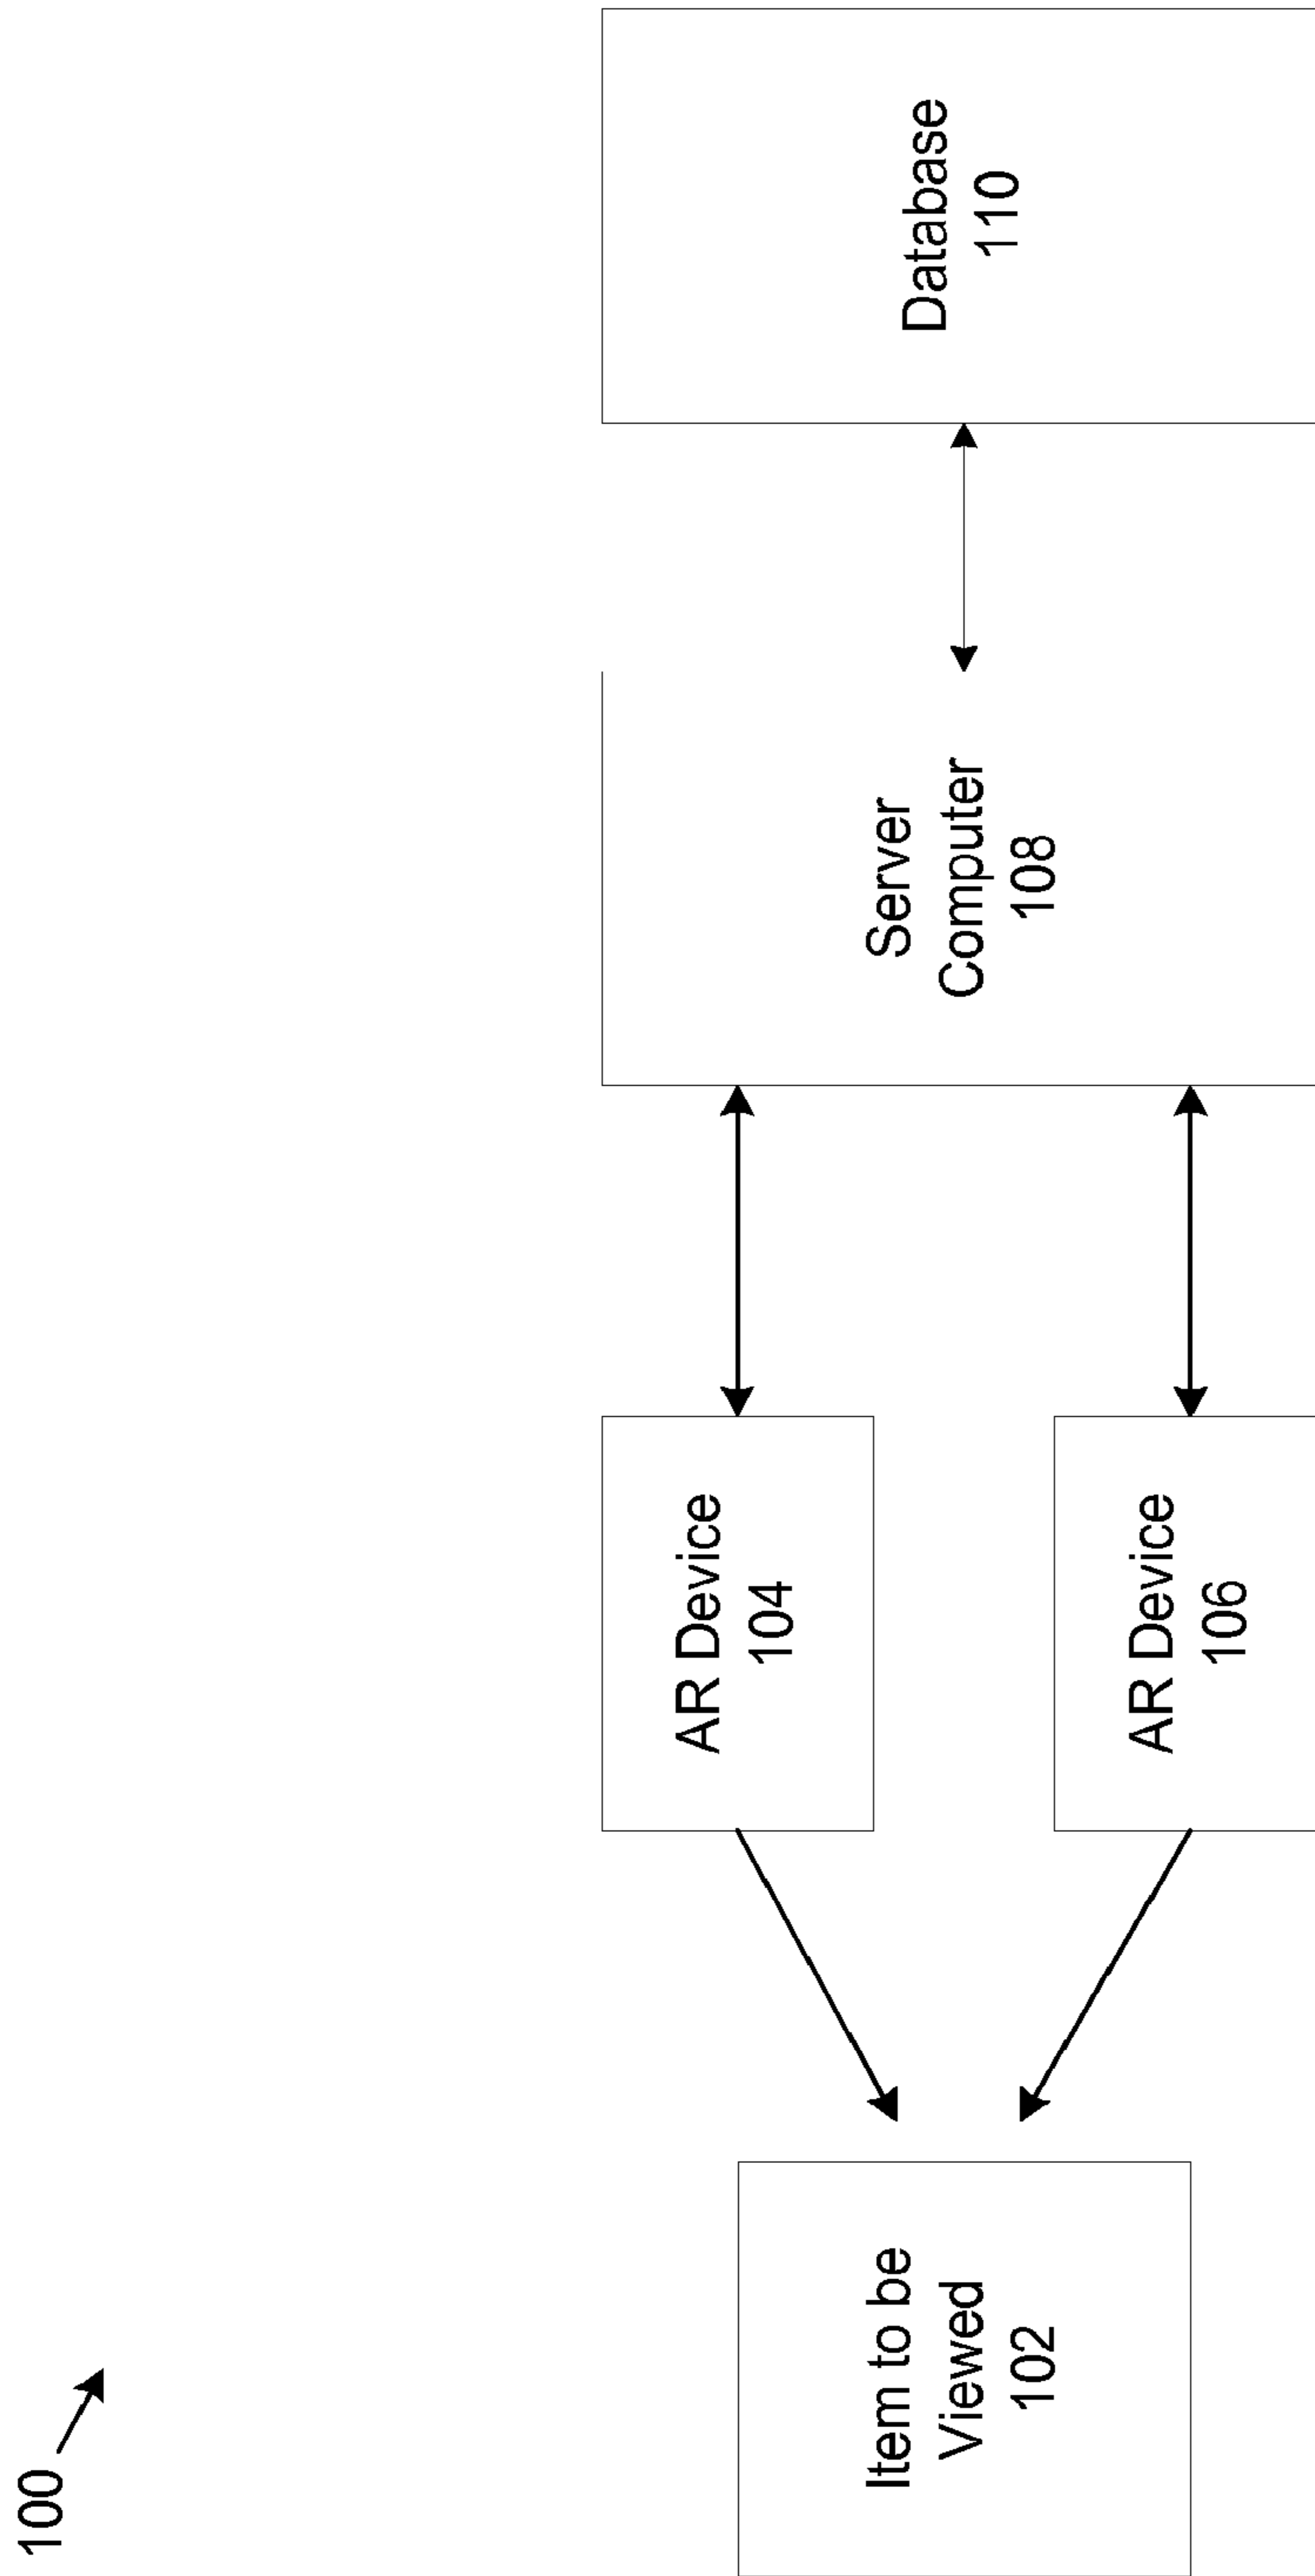 100
Item to be
Viewed
102
AR Device
104
AR Device
106
Server
Computer
108
Database
110